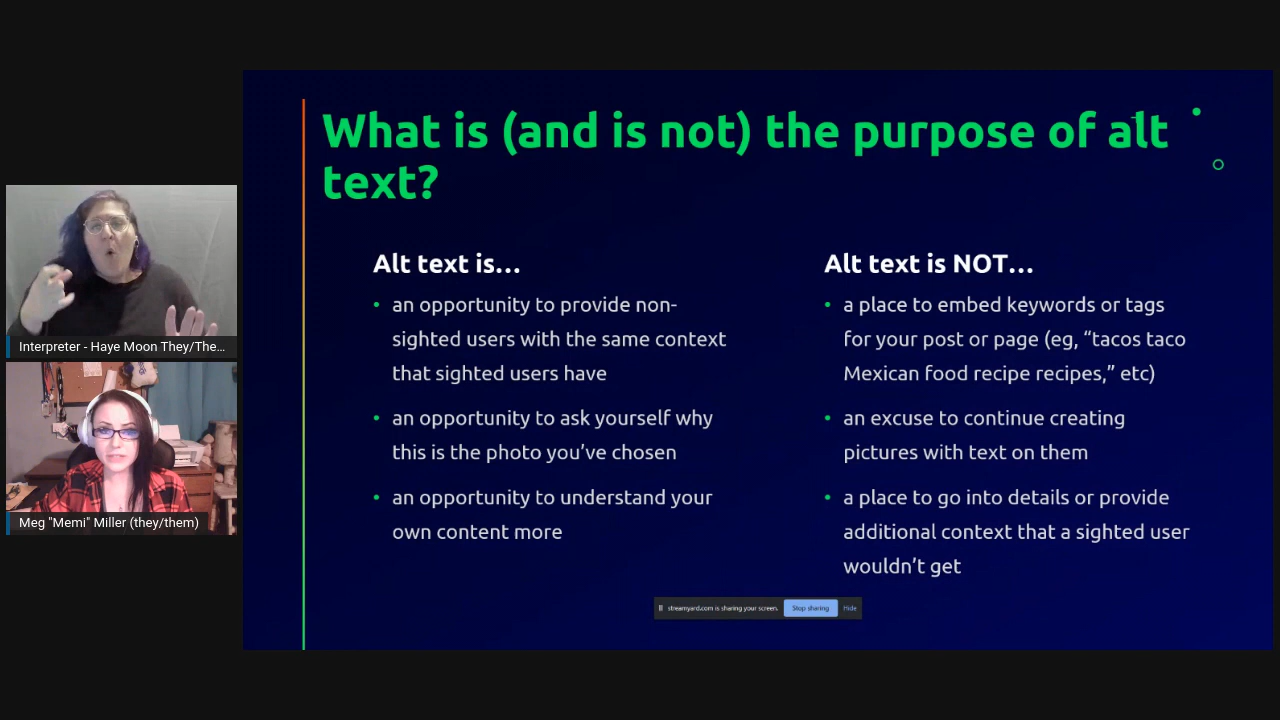 What is (and is not) the purpose of alt
text?
Alt text is…
• an opportunity to provide non-
sighted users with the same context
that sighted users have
• an opportunity to ask yourself why
this is the photo you’ve chosen
• an opportunity to understand your
own content more
Alt text is NOT…
• a place to embed keywords or tags
for your post or page (eg, “tacos taco
Mexican food recipe recipes,” etc)
• an excuse to continue creating
pictures with text on them
• a place to go into details or provide
additional context that a sighted user
wouldn’t get
Interpreter - Haye Moon They/The…
Meg "Memi" Miller (they/them)
streamyard.com is sharing your screen.
Stop sharing
Hide